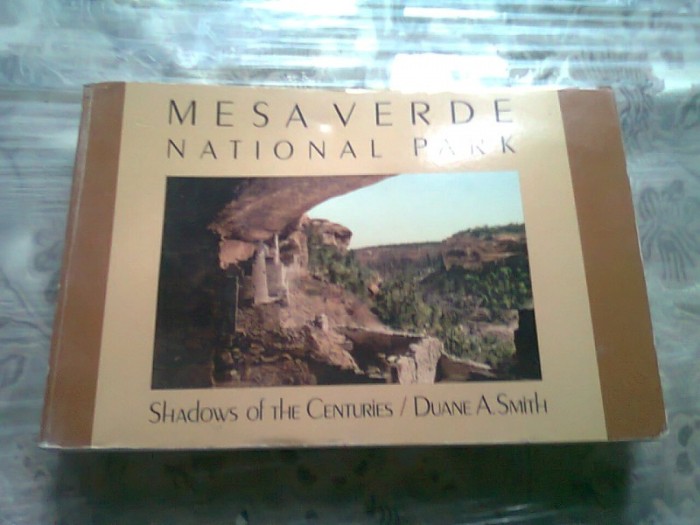 MESA VERDE
NATIONAL PARK
SHADOWS OF THE CENTURIES / DUANE A. SMITH